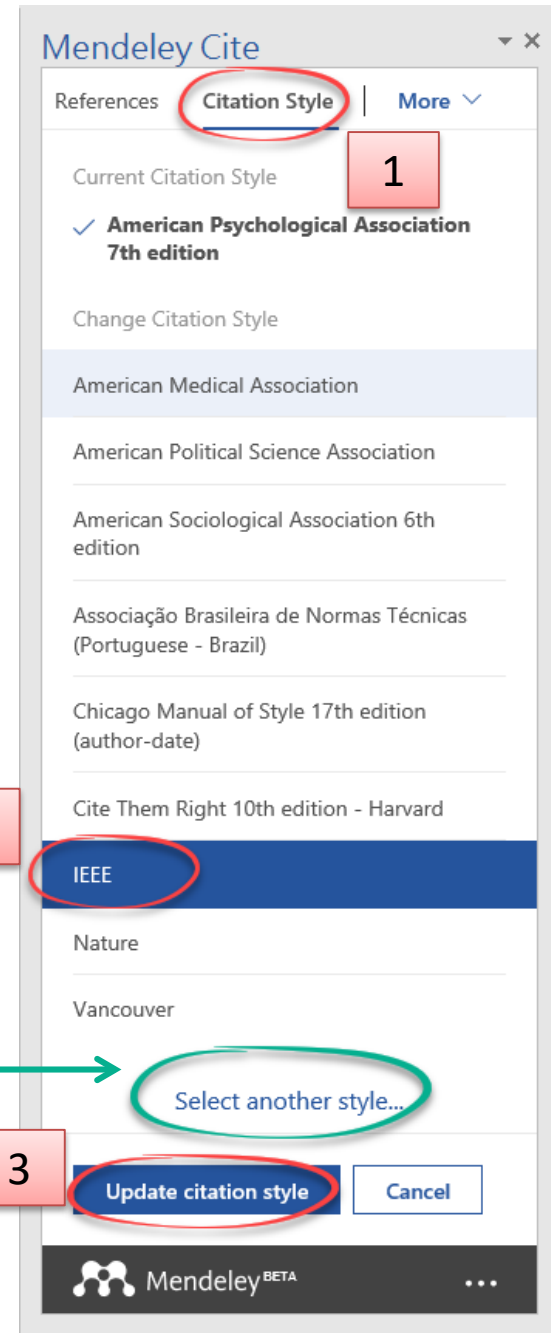 Mendeley Cite
References Citation Style More
1
Current Citation Style
American Psychological Association
7th edition
Change Citation Style
American Medical Association
American Political Science Association
American Sociological Association 6th
edition
Associação Brasileira de Normas Técnicas
(Portuguese - Brazil)
Chicago Manual of Style 17th edition
(author-date)
Cite Them Right 10th edition - Harvard
IEEE
Nature
Vancouver
Select another style...
3
Update citation style Cancel
Mendeley BETA ...